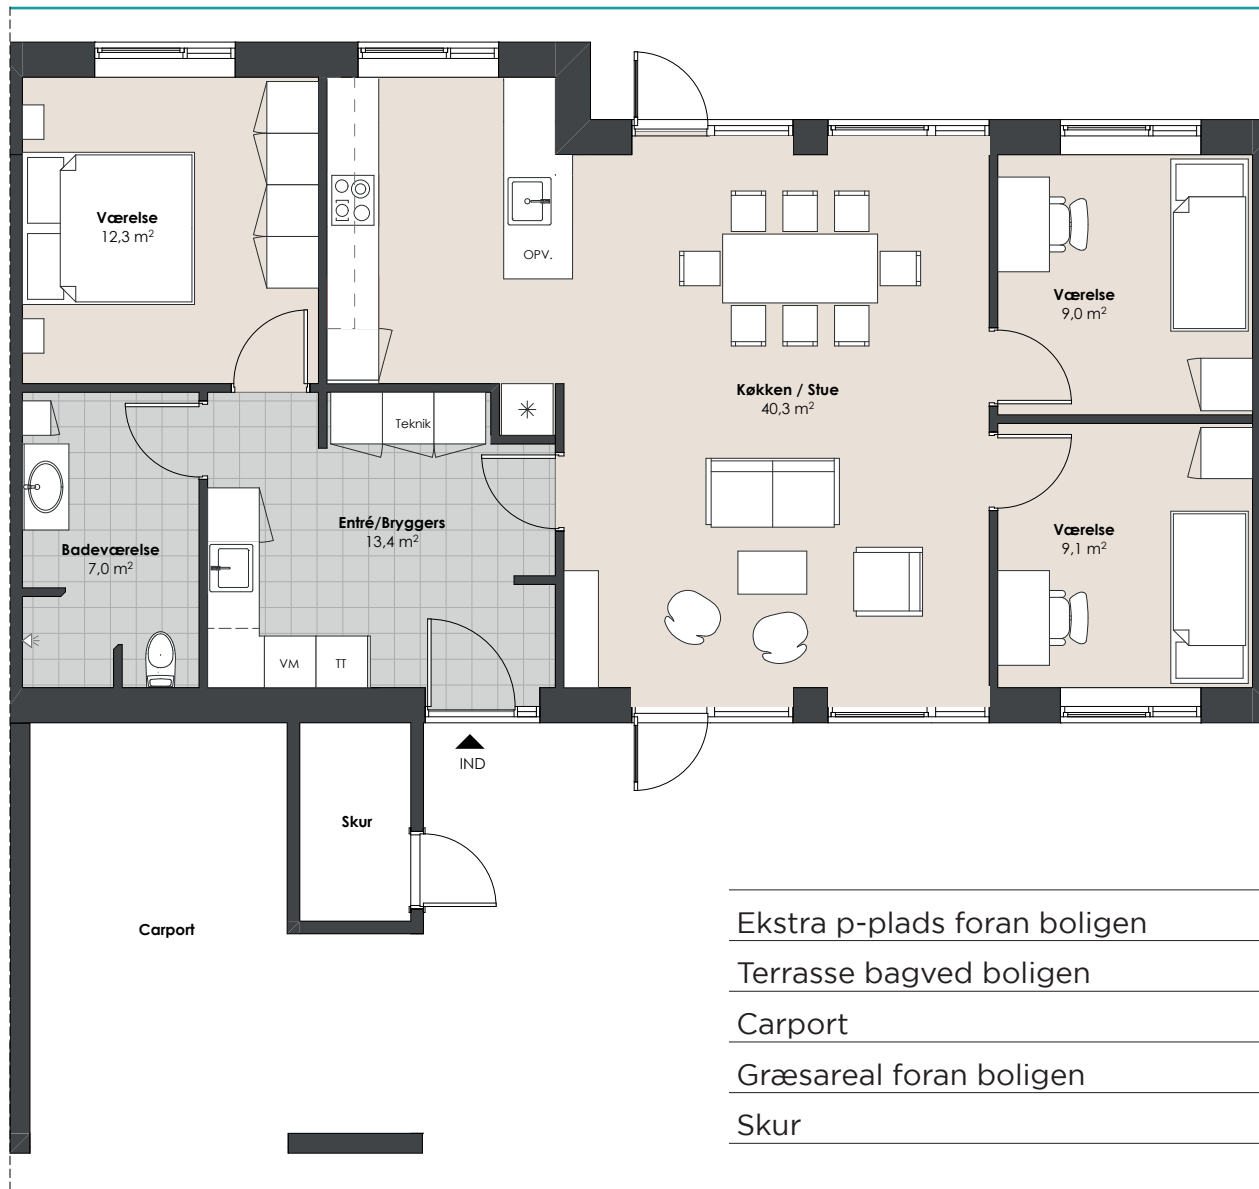 Værelse
12,3 m²
OPV.
Værelse
9,0 m²
Køkken / Stue
40,3 m²
Teknik
Entré/Bryggers
13,4 m²
Værelse
9,1 m²
Badeværelse
7,0 m²
VM
TT
IND
Skur
Carport
Ekstra p-plads foran boligen
Terrasse bagved boligen
Carport
Græsareal foran boligen
Skur